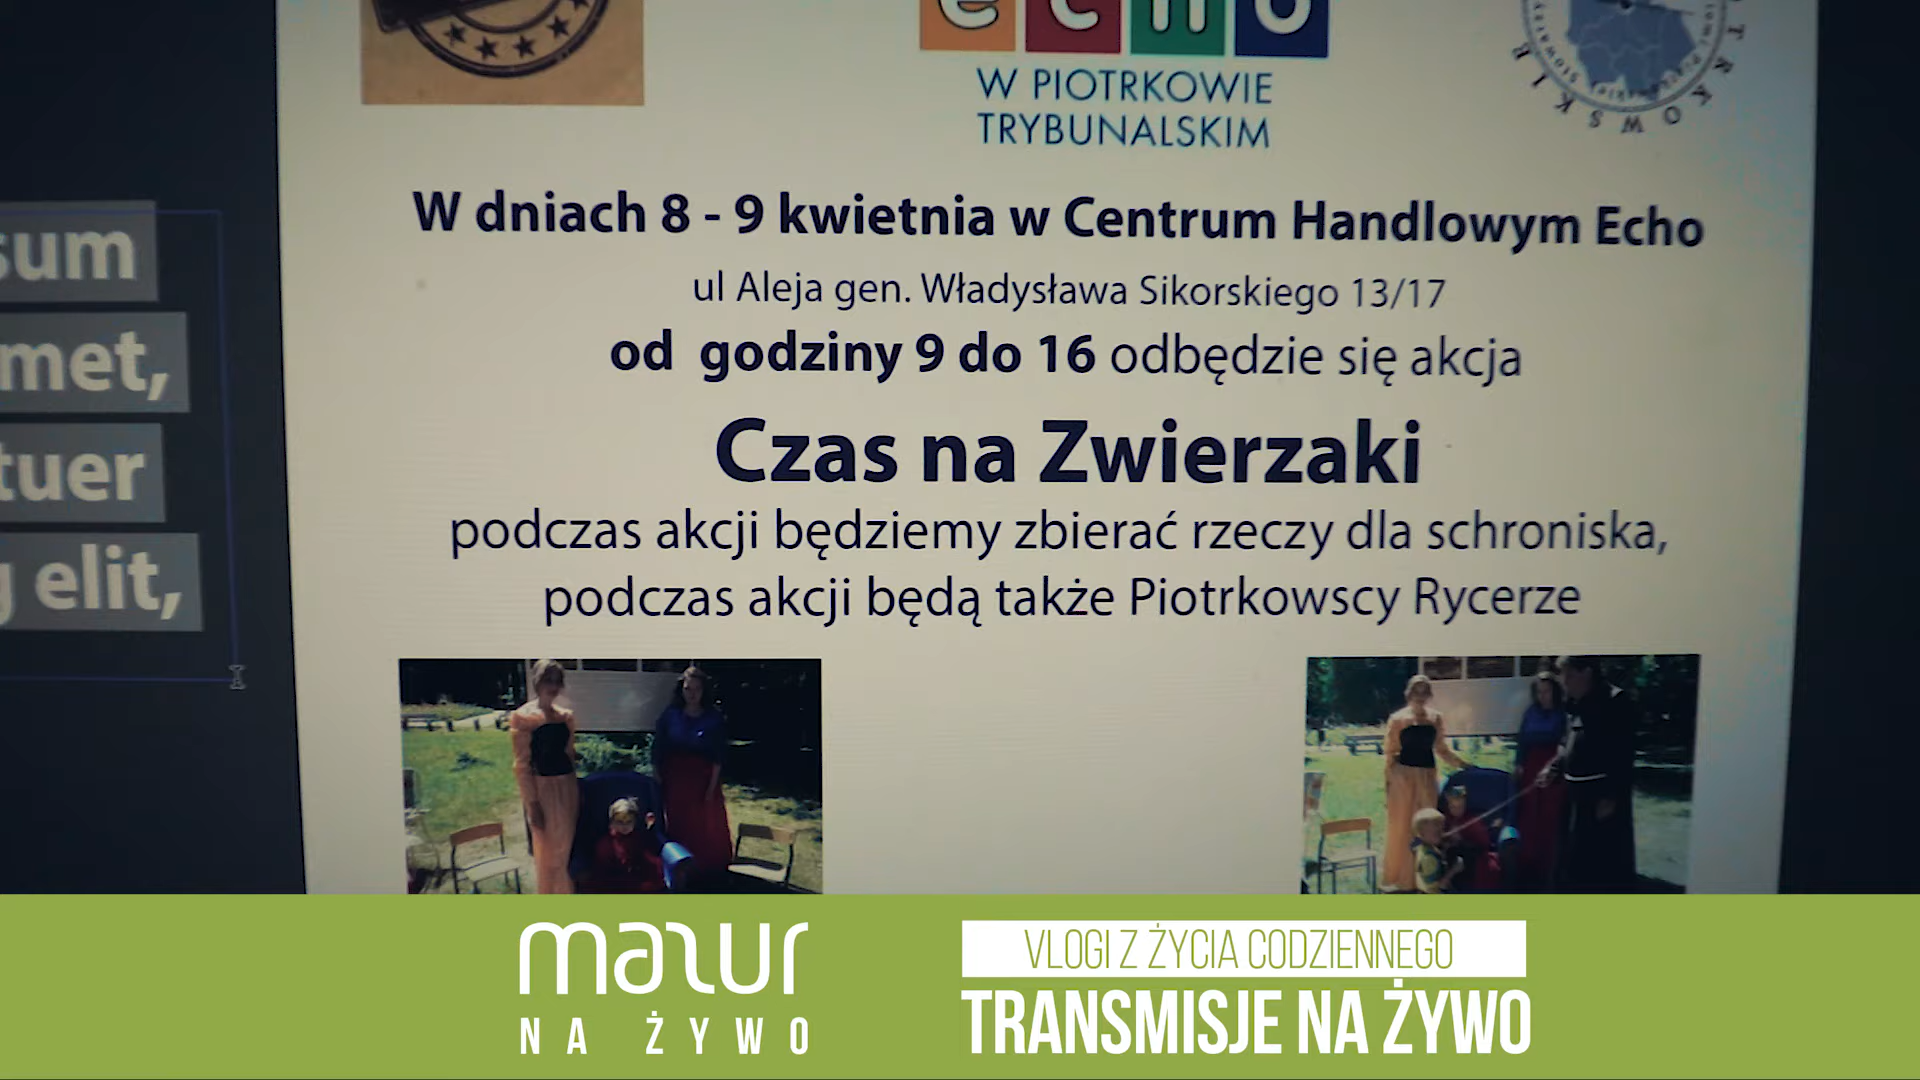 echo
W PIOTRKOWIE
TRYBUNALSKIM
W dniach 8 - 9 kwietnia w Centrum Handlowym Echo
ul Aleja gen. Władysława Sikorskiego 13/17
od godziny 9 do 16 odbędzie się akcja
Czas na Zwierzaki
podczas akcji będziemy zbierać rzeczy dla schroniska,
podczas akcji będą także Piotrkowscy Rycerze
sum
met,
tuer
elit,
mazur
NA ŻYWO
VLOGI Z ŻYCIA CODZIENNEGO
TRANSMISJE NA ŻYWO